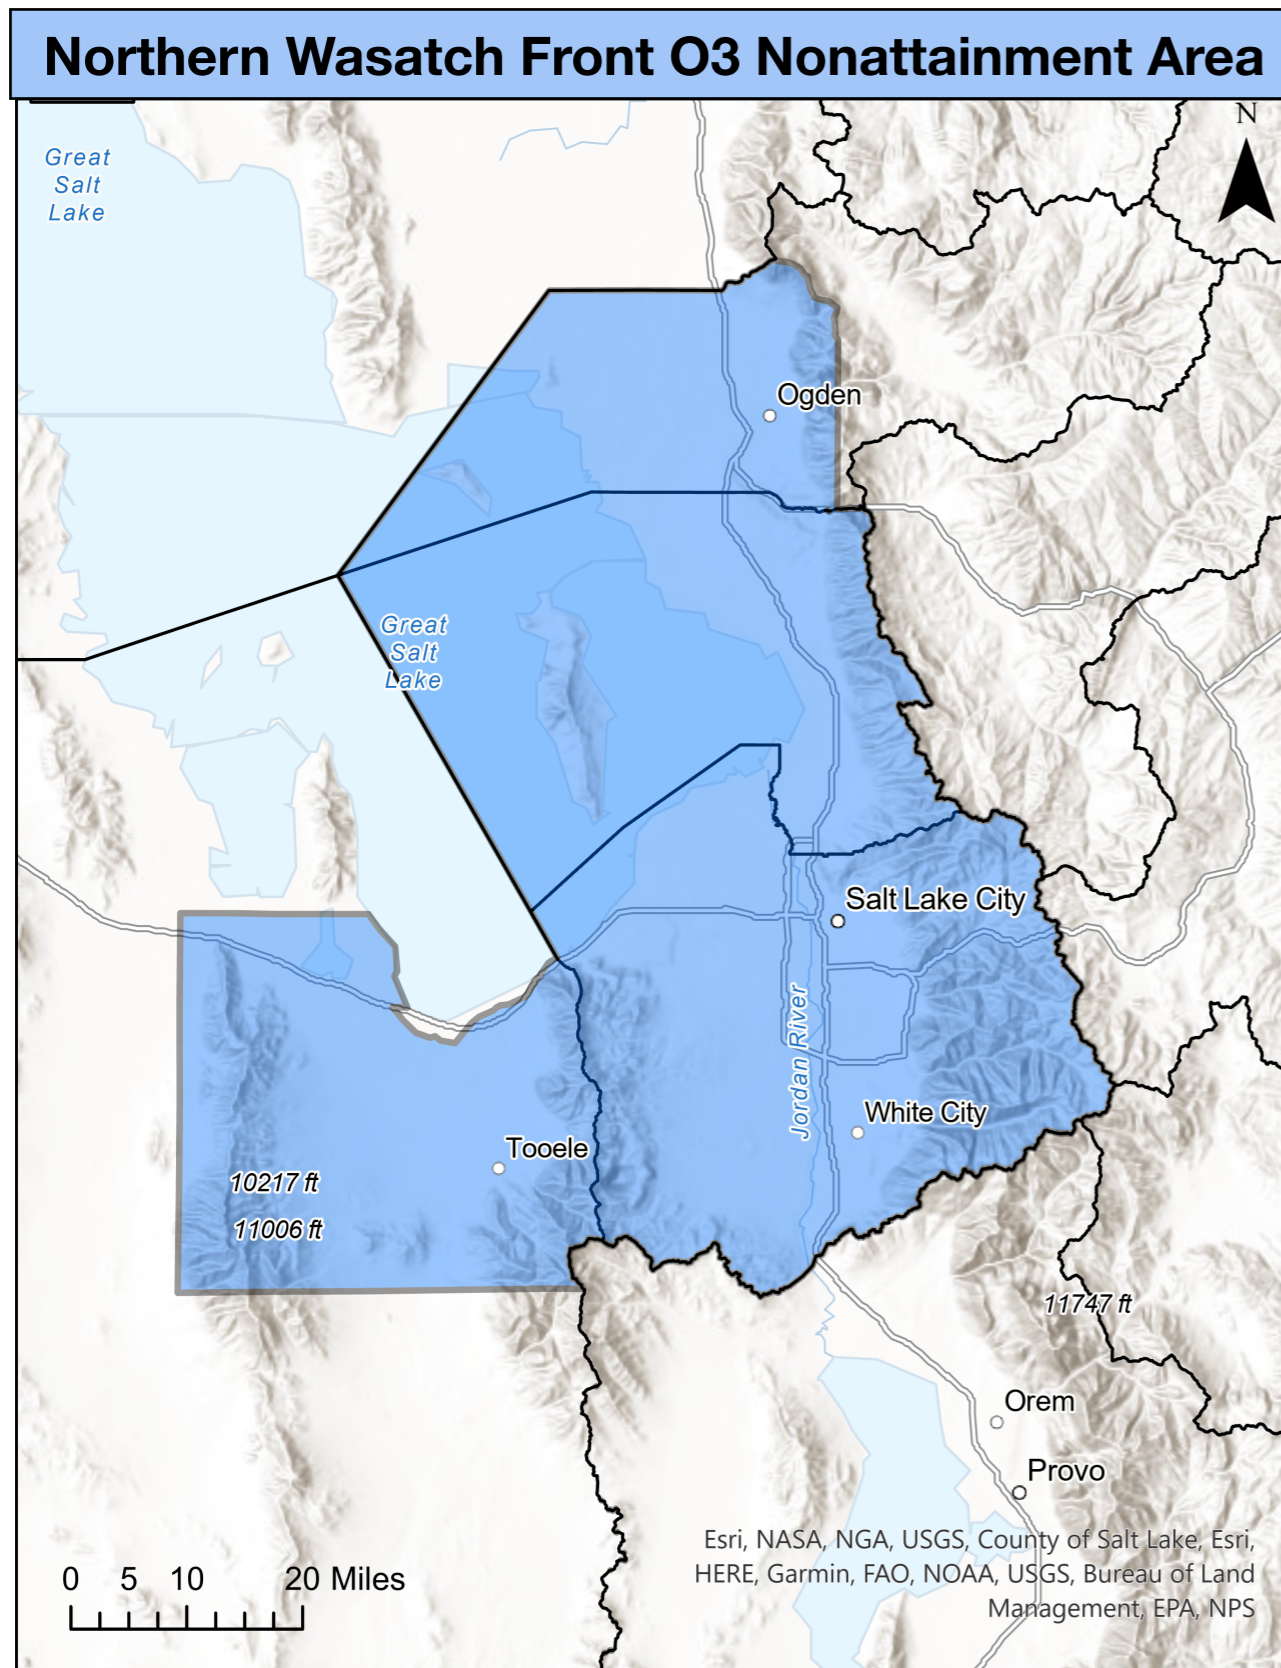 Northern Wasatch Front O3 Nonattainment Area
N
Great
Salt
Lake
Ogden
Great
Salt
Lake
Salt Lake City
Jordan River
White City
Tooele
10217 ft
11006 ft
11747 ft
Orem
Provo
Esri, NASA, NGA, USGS, County of Salt Lake, Esri,
HERE, Garmin, FAO, NOAA, USGS, Bureau of Land
Management, EPA, NPS
0 5 10 20 Miles